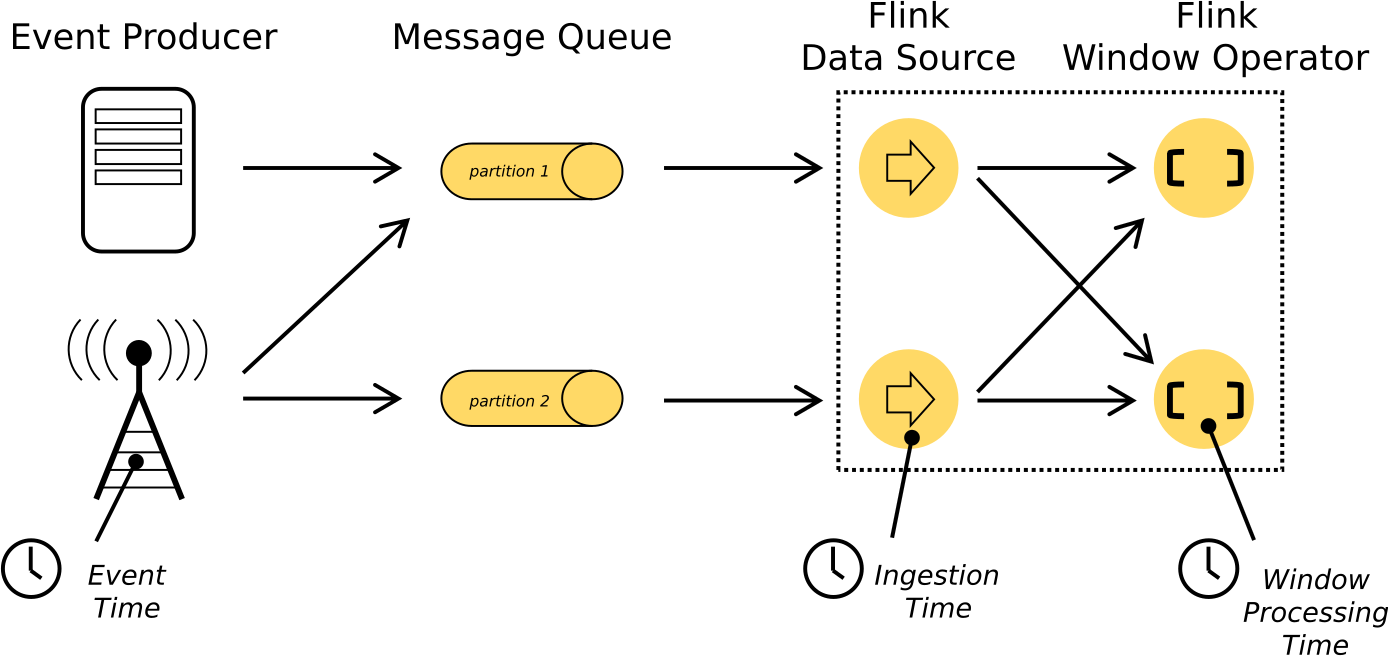 Event Producer
Message Queue
Flink
Data Source
Flink
Window Operator
partition 1
partition 2
Event
Time
Ingestion
Time
Window
Processing
Time